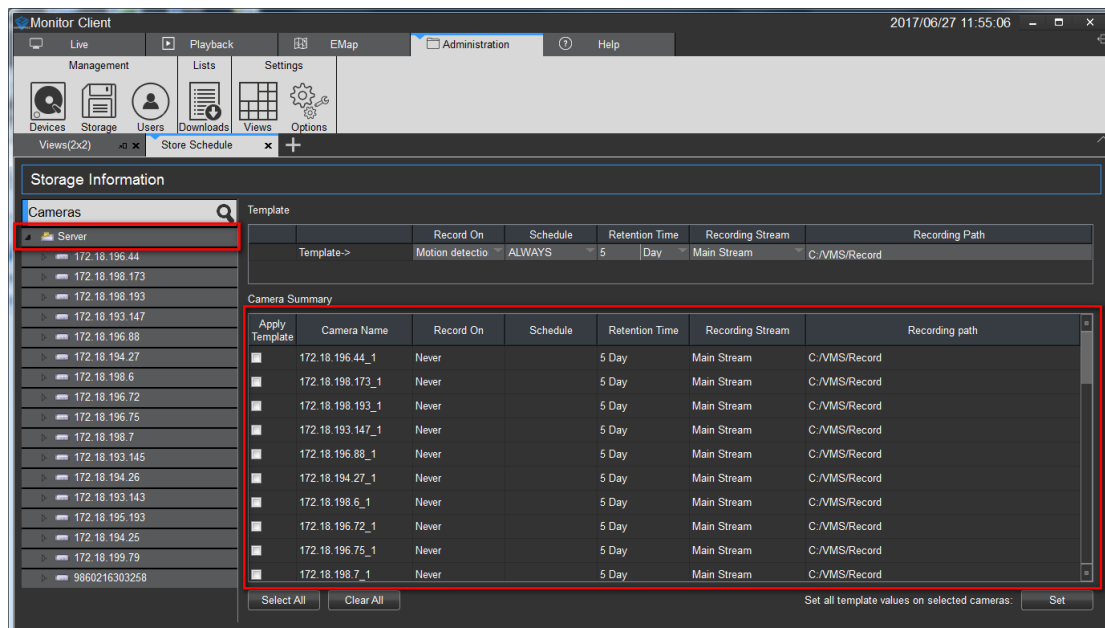 Monitor Client 2017/06/27 11:55:06
Live Playback EMap Administration Help
Management Lists Settings
Devices Storage Users Downloads Views Options
Views(2x2) Store Schedule
Storage Information
Cameras
Server
172.18.196.44
172.18.198.173
172.18.198.193
172.18.193.147
172.18.196.88
172.18.194.27
172.18.198.6
172.18.196.72
172.18.196.75
172.18.198.7
172.18.193.145
172.18.194.26
172.18.193.143
172.18.195.193
172.18.194.25
172.18.199.79
9860216303258
Template
Record On Schedule Retention Time Recording Stream Recording Path
Template-> Motion detectio ALWAYS 5 Day Main Stream C:/VMS/Record
Camera Summary
Apply Template Camera Name Record On Schedule Retention Time Recording Stream Recording path
172.18.196.44_1 Never 5 Day Main Stream C:/VMS/Record
172.18.198.173_1 Never 5 Day Main Stream C:/VMS/Record
172.18.198.193_1 Never 5 Day Main Stream C:/VMS/Record
172.18.193.147_1 Never 5 Day Main Stream C:/VMS/Record
172.18.196.88_1 Never 5 Day Main Stream C:/VMS/Record
172.18.194.27_1 Never 5 Day Main Stream C:/VMS/Record
172.18.198.6_1 Never 5 Day Main Stream C:/VMS/Record
172.18.196.72_1 Never 5 Day Main Stream C:/VMS/Record
172.18.196.75_1 Never 5 Day Main Stream C:/VMS/Record
172.18.198.7_1 Never 5 Day Main Stream C:/VMS/Record
Select All Clear All Set all template values on selected cameras: Set